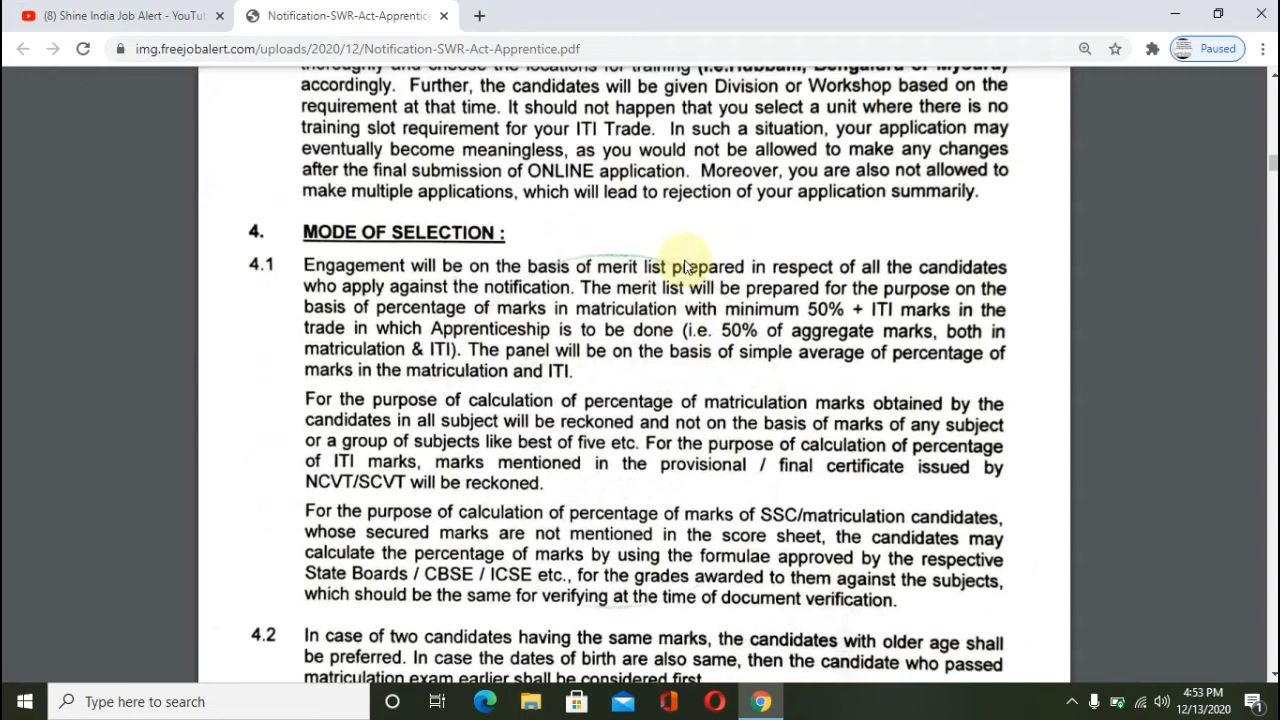 (8) Shine India Job Alert - YouTu
Notification-SWR-Act-Apprentice
img.freejobalert.com/uploads/2020/12/Notification-SWR-Act-Apprentice.pdf
Paused
thoroughly and choose the locations for training (i.e.Hubballi, Bengaluru or Mysuru)
accordingly. Further, the candidates will be given Division or Workshop based on the
requirement at that time. It should not happen that you select a unit where there is no
training slot requirement for your ITI Trade. In such a situation, your application may
eventually become meaningless, as you would not be allowed to make any changes
after the final submission of ONLINE application. Moreover, you are also not allowed to
make multiple applications, which will lead to rejection of your application summarily.
4. MODE OF SELECTION :
4.1 Engagement will be on the basis of merit list prepared in respect of all the candidates
who apply against the notification. The merit list will be prepared for the purpose on the
basis of percentage of marks in matriculation with minimum 50% + ITI marks in the
trade in which Apprenticeship is to be done (i.e. 50% of aggregate marks, both in
matriculation & ITI). The panel will be on the basis of simple average of percentage of
marks in the matriculation and ITI.
For the purpose of calculation of percentage of matriculation marks obtained by the
candidates in all subject will be reckoned and not on the basis of marks of any subject
or a group of subjects like best of five etc. For the purpose of calculation of percentage
of ITI marks, marks mentioned in the provisional / final certificate issued by
NCVT/SCVT will be reckoned.
For the purpose of calculation of percentage of marks of SSC/matriculation candidates,
whose secured marks are not mentioned in the score sheet, the candidates may
calculate the percentage of marks by using the formulae approved by the respective
State Boards / CBSE / ICSE etc., for the grades awarded to them against the subjects,
which should be the same for verifying at the time of document verification.
4.2 In case of two candidates having the same marks, the candidates with older age shall
be preferred. In case the dates of birth are also same, then the candidate who passed
matriculation exam earlier shall be considered first.
Type here to search
4:53 PM
12/13/2020
1